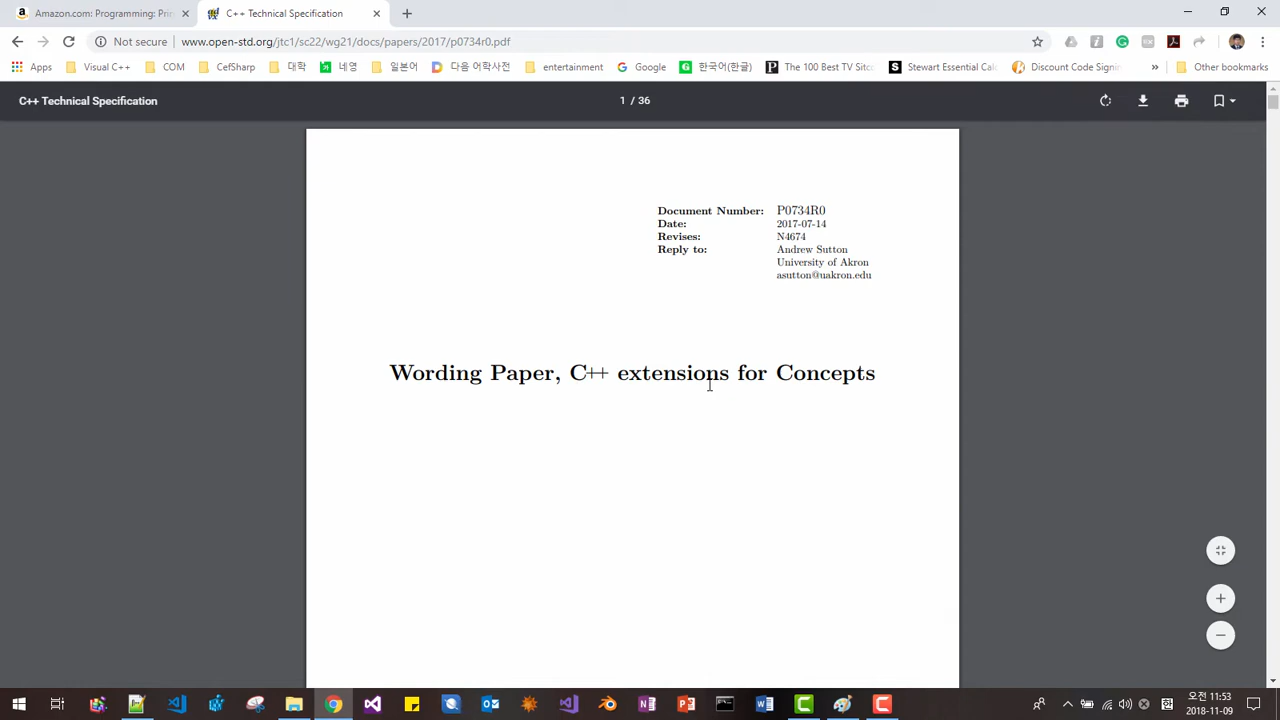 Amazon.com: Programming: Prin
C++ Technical Specification
Not secure
www.open-std.org/jtc1/sc22/wg21/docs/papers/2017/p0734r0.pdf
Apps
Visual C++
COM
CefSharp
대학
네영
일본어
다음 어학사전
entertainment
Google
한국어(한글)
The 100 Best TV Sitc
Stewart Essential Calc
Discount Code Signin
»
Other bookmarks
C++ Technical Specification
1 / 36
Document Number: P0734R0
Date: 2017-07-14
Revises: N4674
Reply to: Andrew Sutton
University of Akron
asutton@uakron.edu
Wording Paper, C++ extensions for Concepts
오전 11:53
2018-11-09